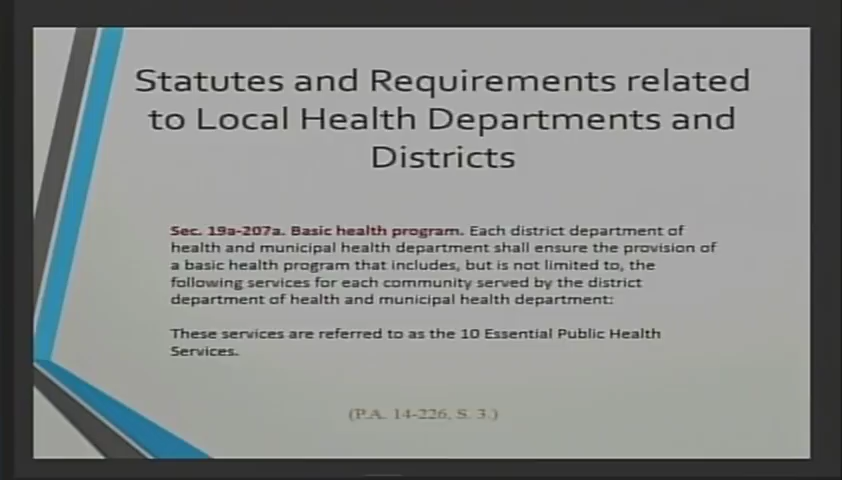 Statutes and Requirements related
to Local Health Departments and
Districts
Sec. 19a-207a. Basic health program. Each district department of
health and municipal health department shall ensure the provision of
a basic health program that includes, but is not limited to, the
following services for each community served by the district
department of health and municipal health department:
These services are referred to as the 10 Essential Public Health
Services.
(P.A. 14-226, S. 3.)